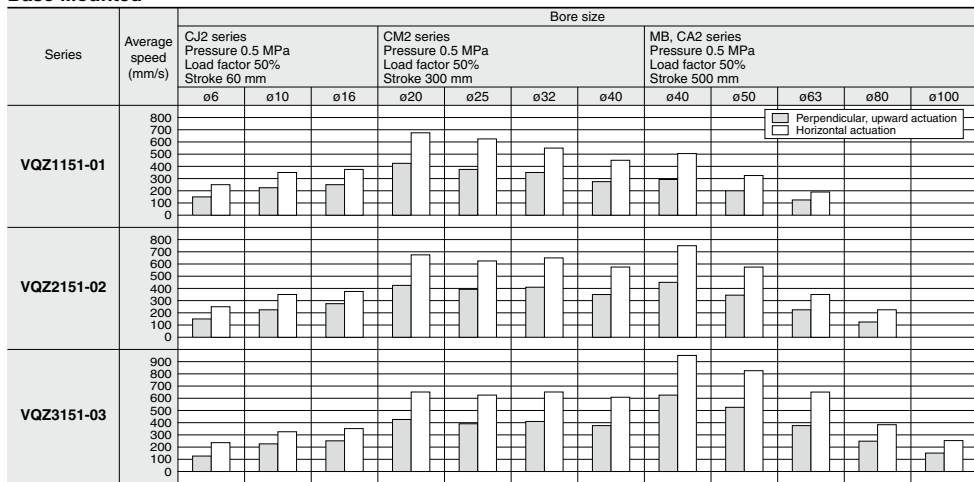 Base Mounted
Series
Average
speed
(mm/s)
Bore size
CJ2 series
Pressure 0.5 MPa
Load factor 50%
Stroke 60 mm
CM2 series
Pressure 0.5 MPa
Load factor 50%
Stroke 300 mm
MB, CA2 series
Pressure 0.5 MPa
Load factor 50%
Stroke 500 mm
ø6 ø10 ø16 ø20 ø25 ø32 ø40 ø40 ø50 ø63 ø80 ø100
VQZ1151-01
800
700
600
500
400
300
200
100
0
Perpendicular, upward actuation
Horizontal actuation
VQZ2151-02
800
700
600
500
400
300
200
100
0
VQZ3151-03
900
800
700
600
500
400
300
200
100
0